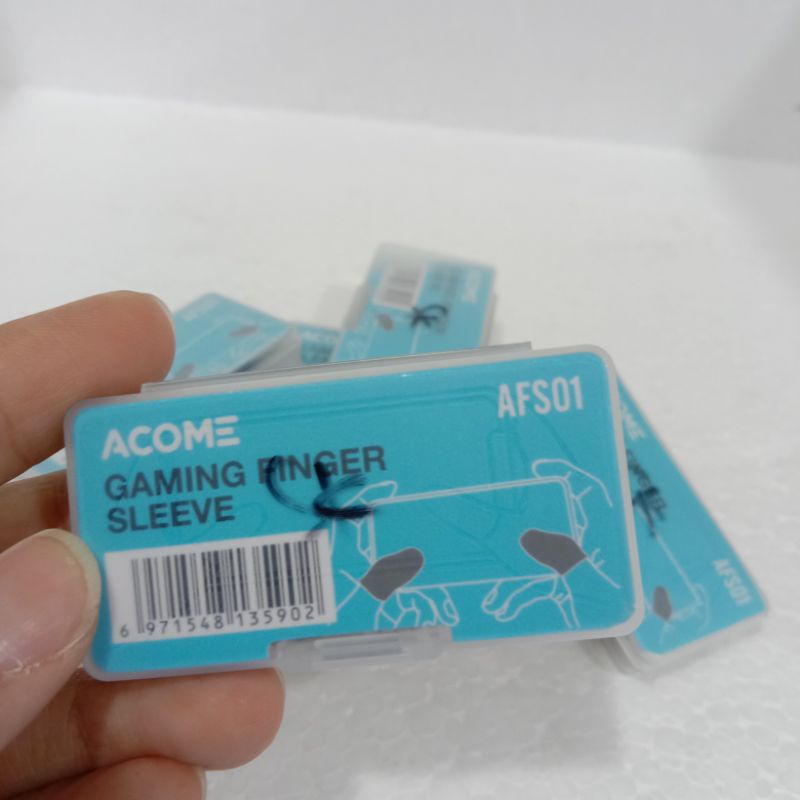 ACOME
AFS01
GAMING FINGER
SLEEVE
6 971548 135902
ACOME
AFS01